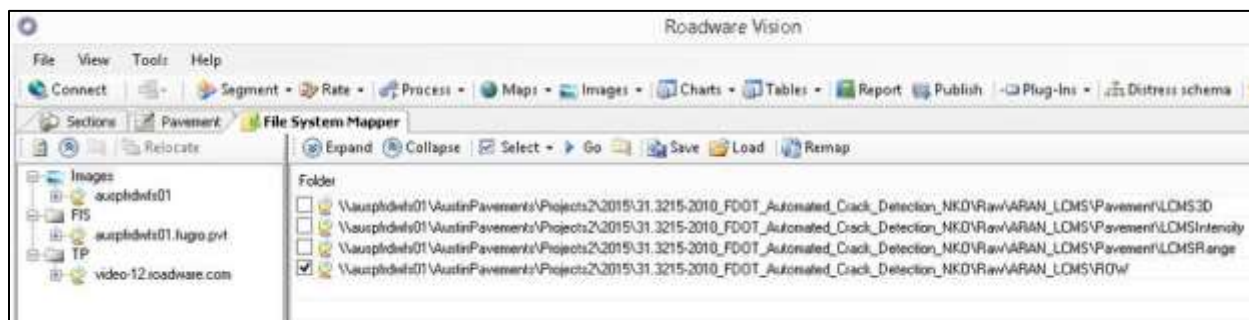 Roadware Vision
File View Tools Help
Connect Segment Rate Process Maps Images Charts Tables Report Publish Plug-Ins Distress schema
Sections Pavement File System Mapper
Relocate Expand Collapse Select Go Save Load Remap
Images
ausphdwfs01
FIS
ausphdwfs01.fugro.pvt
TP
video-12.roadware.com
Folder
\\ausphdwfs01\AustinPavements\Projects2\2015\31.3215-2010_FDOT_Automated_Crack_Detection_NKO\Raw\ARAN_LCMS\Pavement\LCMS3D
\\ausphdwfs01\AustinPavements\Projects2\2015\31.3215-2010_FDOT_Automated_Crack_Detection_NKO\Raw\ARAN_LCMS\Pavement\LCMSIntensity
\\ausphdwfs01\AustinPavements\Projects2\2015\31.3215-2010_FDOT_Automated_Crack_Detection_NKO\Raw\ARAN_LCMS\Pavement\LCMSRange
\\ausphdwfs01\AustinPavements\Projects2\2015\31.3215-2010_FDOT_Automated_Crack_Detection_NKO\Raw\ARAN_LCMS\ROW